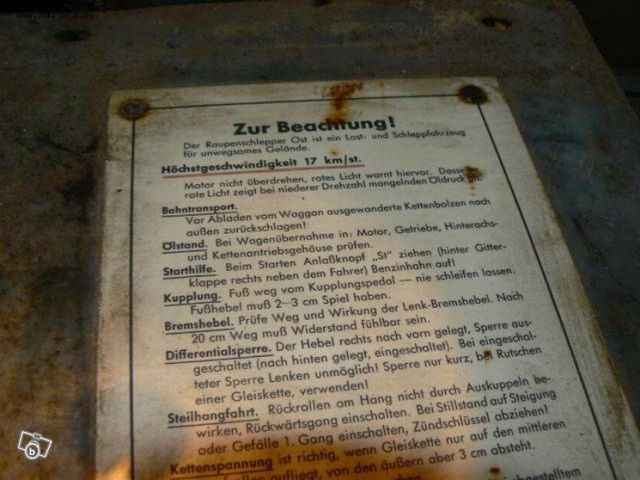 www.bokrynca.pl
Zur Beachtung!
Der Raupenschlepper Ost ist ein Last- und Schleppfahrzeug
für unwegsames Gelände.
Höchstgeschwindigkeit 17 km/st.
Motor nicht überdrehen, rotes Licht warnt hiervor. Dasselbe
rote Licht zeigt bei niederer Drehzahl mangelnden Öldruck an.
Bahntransport.
Vor Abladen vom Waggon ausgewanderte Kettenbolzen nach
außen zurückschlagen!
Ölstand. Bei Wagenübernahme in: Motor, Getriebe, Hinterachs-
und Kettenantriebsgehäuse prüfen.
Starthilfe. Beim Starten Anlaßknopf „St" ziehen (hinter Gitter-
klappe rechts neben dem Fahrer) Benzinhahn auf!
Kupplung. Fuß weg vom Kupplungspedal — nie schleifen lassen.
Fußhebel muß 2–3 cm Spiel haben.
Bremshebel. Prüfe Weg und Wirkung der Lenk-Bremshebel. Nach
20 cm Weg muß Widerstand fühlbar sein.
Differentialsperre. Der Hebel rechts nach vorn gelegt, Sperre aus-
geschaltet (nach hinten gelegt, eingeschaltet). Bei eingeschal-
teter Sperre Lenken unmöglich! Sperre nur kurz, bei Rutschen
einer Gleiskette, verwenden!
Steilhangfahrt. Rückrollen am Hang nicht durch Auskuppeln be-
wirken, Rückwärtsgang einschalten. Bei Stillstand auf Steigung
oder Gefälle 1. Gang einschalten, Zündschlüssel abziehen!
Kettenspannung ist richtig, wenn Gleiskette nur auf den mittleren
aufliegt, von den äußern aber 3 cm absteht.